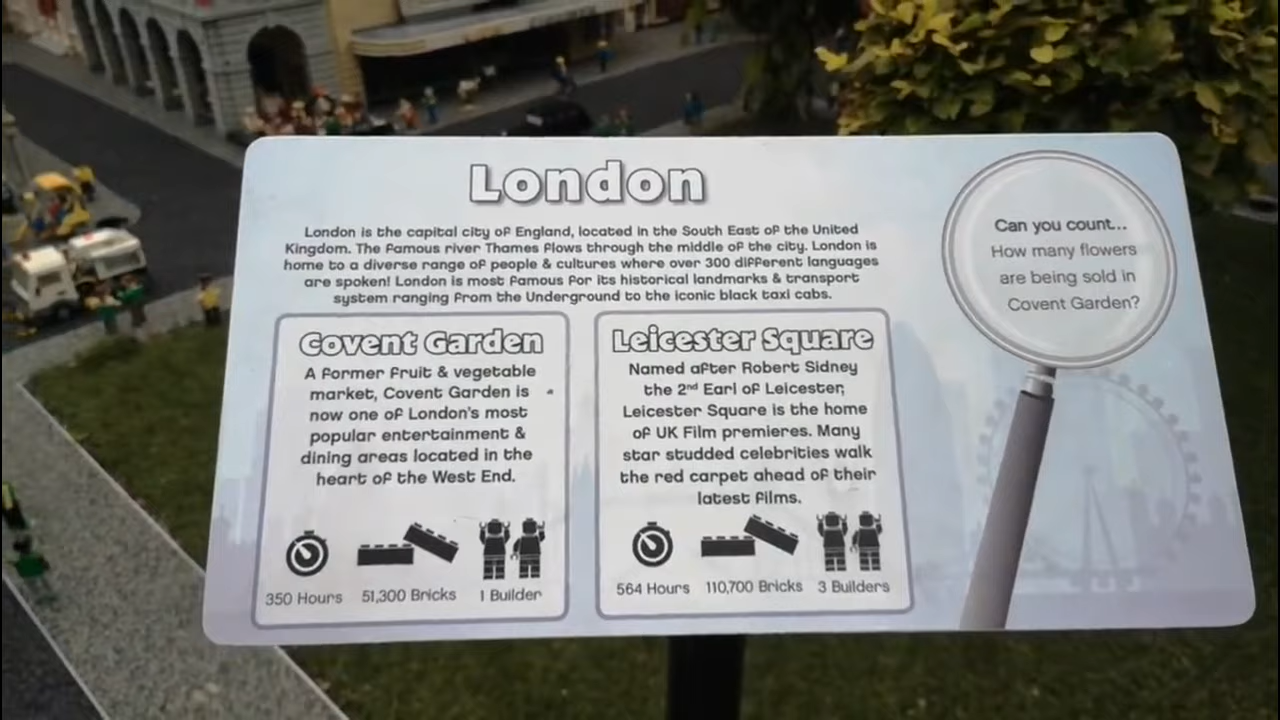 London
London is the capital city of England, located in the South East of the United
Kingdom. The famous river Thames flows through the middle of the city. London is
home to a diverse range of people & cultures where over 300 different languages
are spoken! London is most famous for its historical landmarks & transport
system ranging from the Underground to the iconic black taxi cabs.
Covent Garden
A former fruit & vegetable
market, Covent Garden is
now one of London's most
popular entertainment &
dining areas located in the
heart of the West End.
350 Hours 51,300 Bricks 1 Builder
Leicester Square
Named after Robert Sidney
the 2nd Earl of Leicester,
Leicester Square is the home
of UK Film premieres. Many
star studded celebrities walk
the red carpet ahead of their
latest films.
564 Hours 110,700 Bricks 3 Builders
Can you count...
How many flowers
are being sold in
Covent Garden?